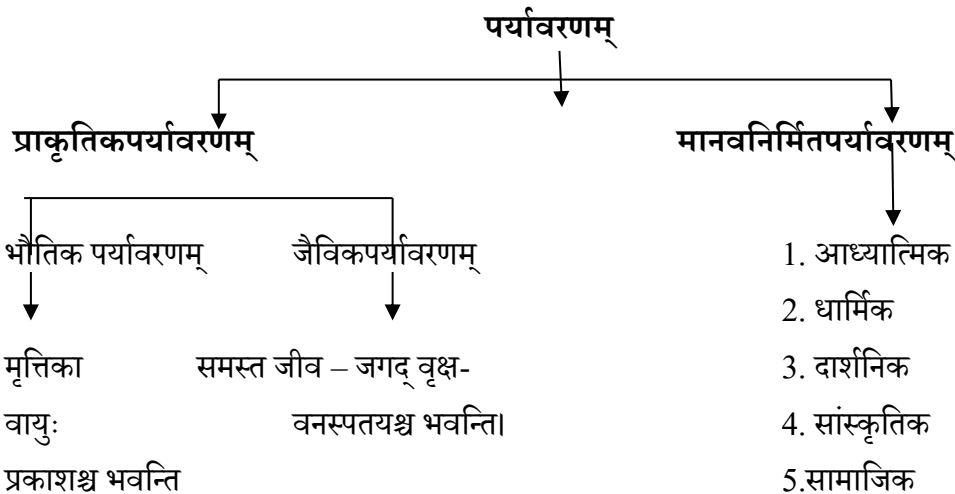 पर्यावरणम्
प्राकृतिकपर्यावरणम् मानवनिर्मितपर्यावरणम्
भौतिक पर्यावरणम् जैविकपर्यावरणम् 1. आध्यात्मिक
2. धार्मिक
मृत्तिका समस्त जीव – जगद् वृक्ष- 3. दार्शनिक
वायुः वनस्पतयश्च भवन्ति। 4. सांस्कृतिक
प्रकाशश्च भवन्ति 5.सामाजिक